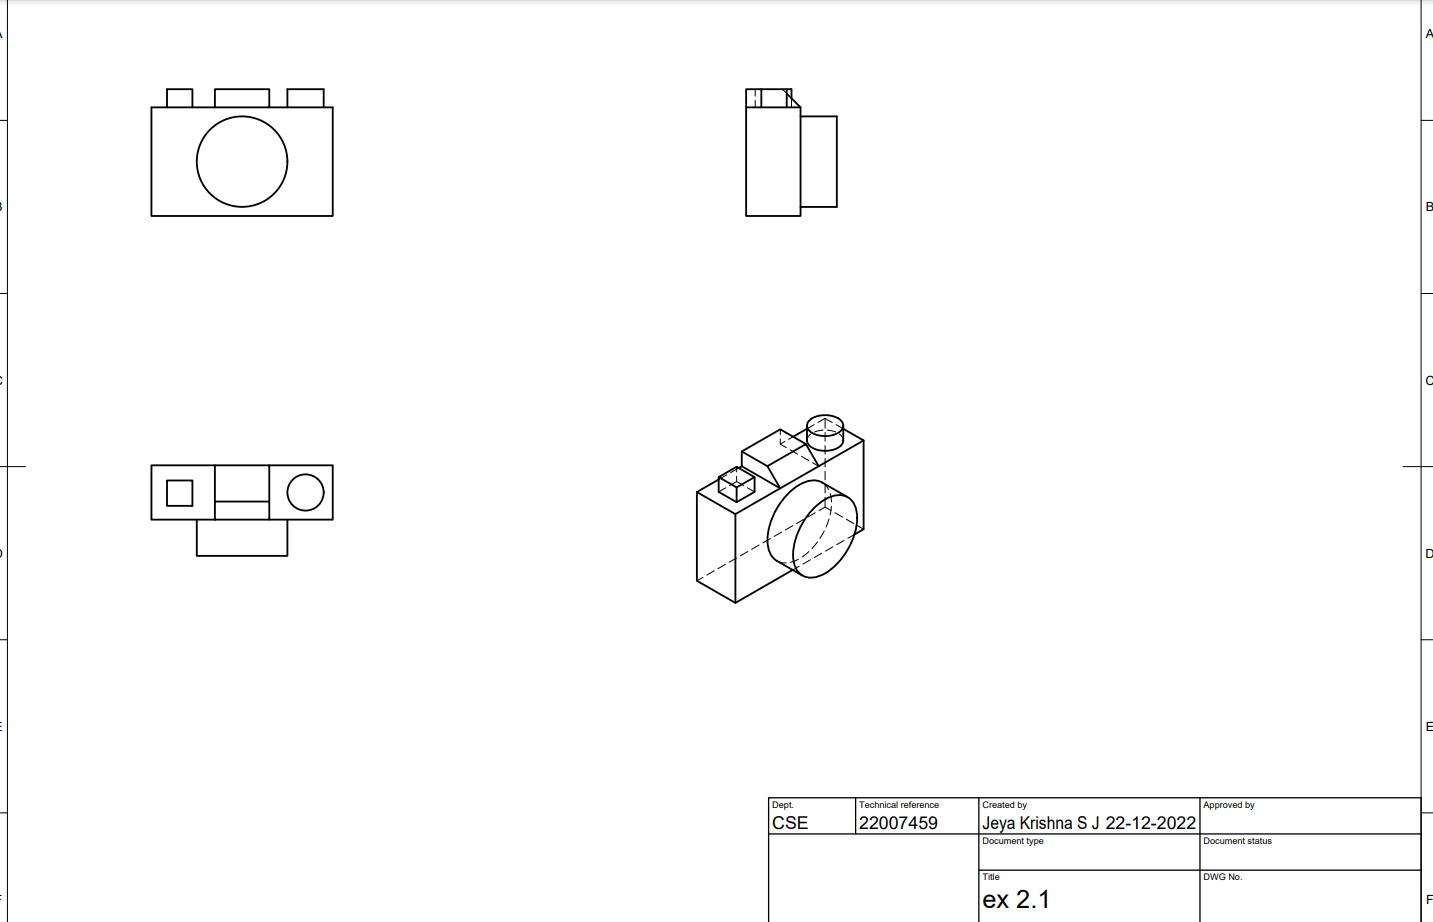 A
A
B
B
C
C
D
D
E
E
Dept.
Technical reference
Created by
Approved by
CSE
22007459
Jeya Krishna S J 22-12-2022
Document type
Document status
Title
DWG No.
ex 2.1
F
F